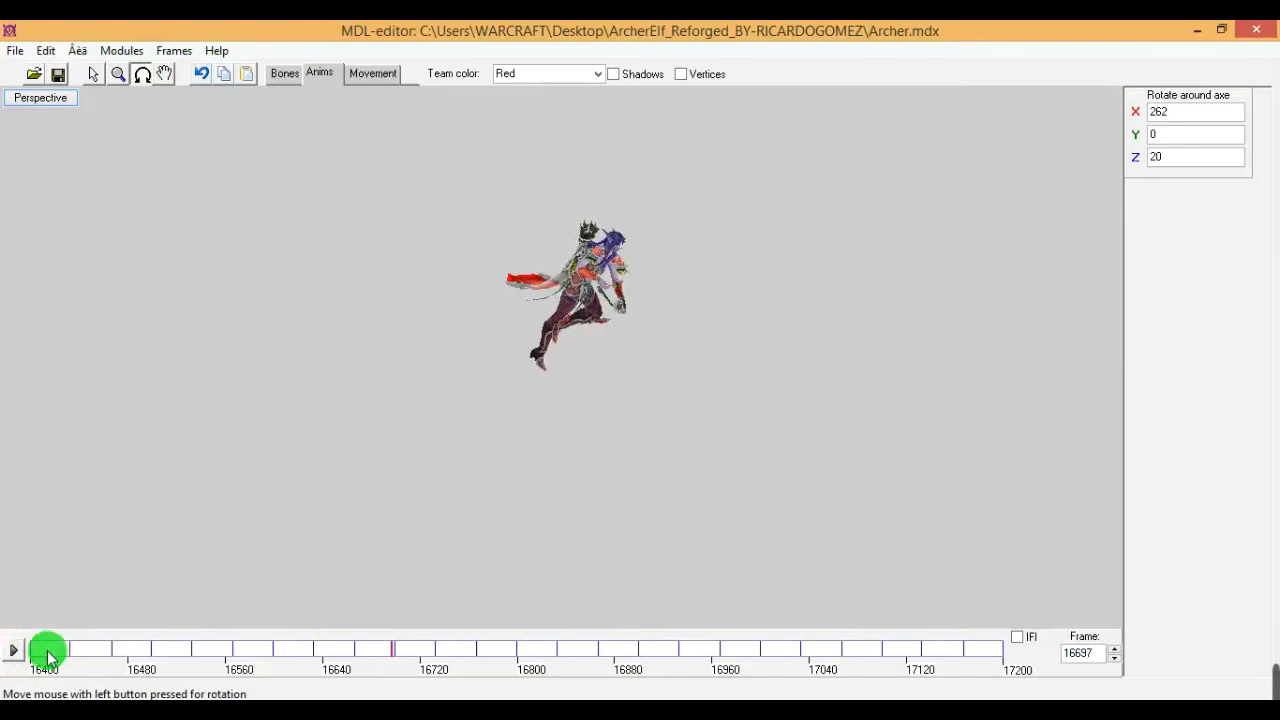 MDL-editor: C:\Users\WARCRAFT\Desktop\ArcherElf_Reforged_BY-RICARDOGOMEZ\Archer.mdx
File Edit Âèä Modules Frames Help
Bones Anims Movement Team color: Red Shadows Vertices
Perspective
Rotate around axe
X 262
Y 0
Z 20
IFl Frame:
16697
16400 16480 16560 16640 16720 16800 16880 16960 17040 17120 17200
Move mouse with left button pressed for rotation